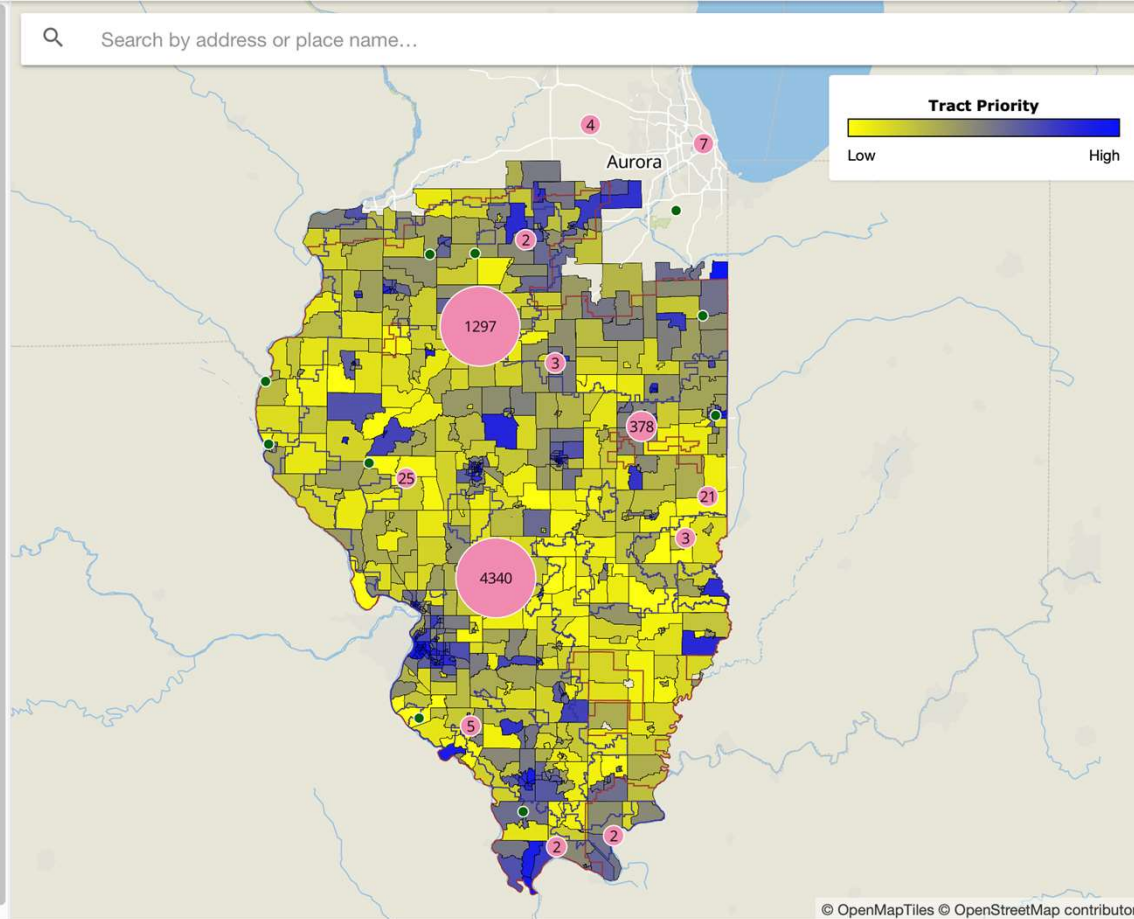 Search by address or place name…
Tract Priority
Low High
4
7
Aurora
2
1297
3
378
25
21
3
4340
5
2
2
© OpenMapTiles © OpenStreetMap contributor